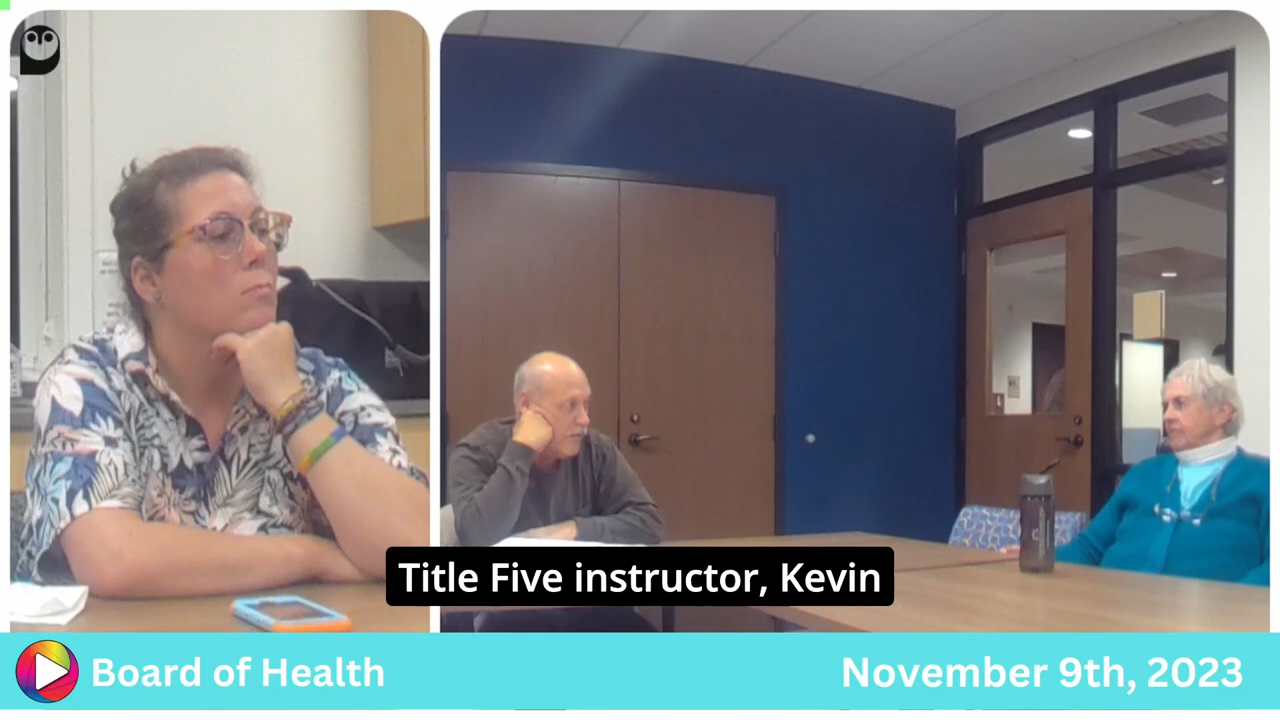 Title Five instructor, Kevin
Board of Health
November 9th, 2023